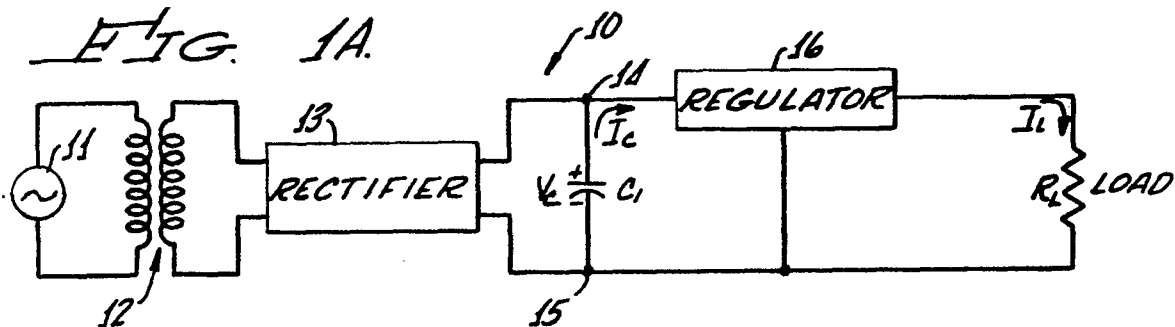 FIG. 1A.
10
11
12
13
RECTIFIER
14
Ic
Vc + -
C1
15
16
REGULATOR
IL
RL LOAD